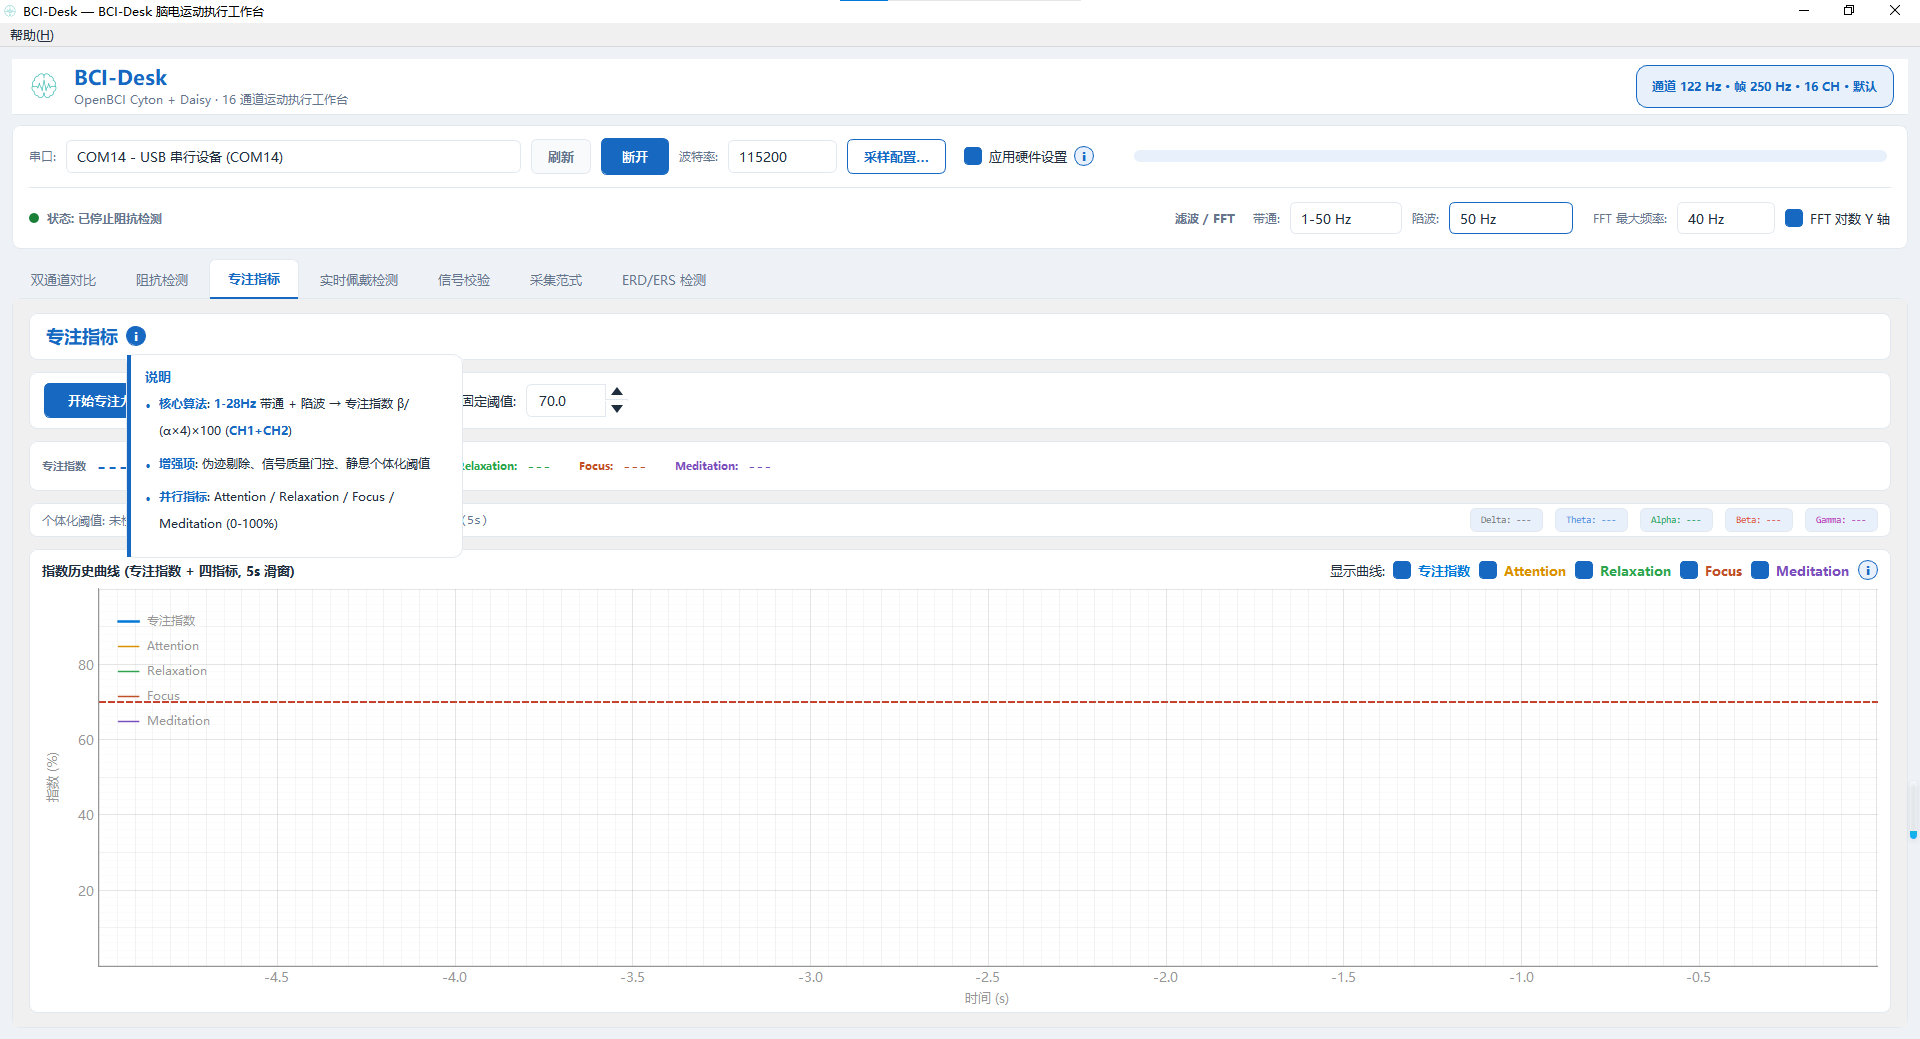 BCI-Desk — BCI-Desk 脑电运动执行工作台
帮助(H)
BCI-Desk
OpenBCI Cyton + Daisy · 16 通道运动执行工作台
通道 122 Hz • 帧 250 Hz • 16 CH • 默认
串口: COM14 - USB 串行设备 (COM14) 刷新 断开 波特率: 115200 采样配置... 应用硬件设置
状态: 已停止阻抗检测 滤波 / FFT 带通: 1-50 Hz 陷波: 50 Hz FFT 最大频率: 40 Hz FFT 对数 Y 轴
双通道对比 阻抗检测 专注指标 实时佩戴检测 信号校验 采集范式 ERD/ERS 检测
专注指标
说明
• 核心算法: 1-28Hz 带通 + 陷波 → 专注指数 β/
(α×4)×100 (CH1+CH2)
• 增强项: 伪迹剔除、信号质量门控、静息个体化阈值
• 并行指标: Attention / Relaxation / Focus /
Meditation (0-100%)
开始专注 固定阈值: 70.0
专注指数 --- elaxation: --- Focus: --- Meditation: ---
个体化阈值: 未 (5s) Delta: --- Theta: --- Alpha: --- Beta: --- Gamma: ---
指数历史曲线 (专注指数 + 四指标, 5s 滑窗) 显示曲线: 专注指数 Attention Relaxation Focus Meditation
专注指数
Attention
Relaxation
Focus
Meditation
80
60
40
20
指数 (%)
-4.5 -4.0 -3.5 -3.0 -2.5 -2.0 -1.5 -1.0 -0.5
时间 (s)